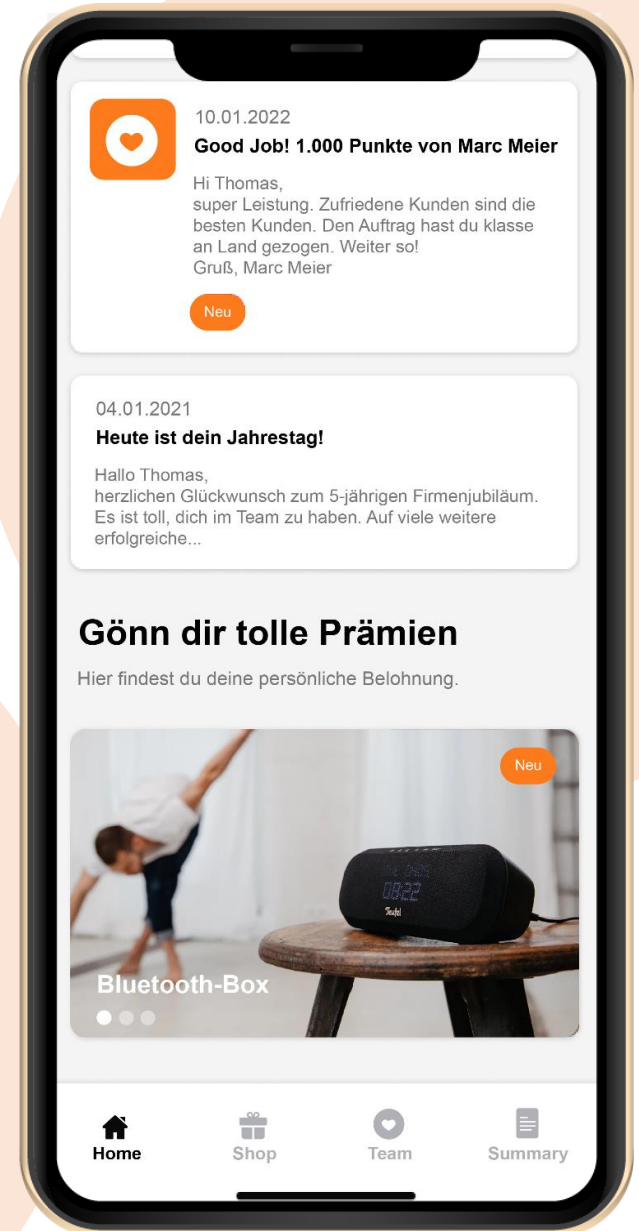 10.01.2022
Good Job! 1.000 Punkte von Marc Meier
Hi Thomas,
super Leistung. Zufriedene Kunden sind die
besten Kunden. Den Auftrag hast du klasse
an Land gezogen. Weiter so!
Gruß, Marc Meier
Neu
04.01.2021
Heute ist dein Jahrestag!
Hallo Thomas,
herzlichen Glückwunsch zum 5-jährigen Firmenjubiläum.
Es ist toll, dich im Team zu haben. Auf viele weitere
erfolgreiche...
Gönn dir tolle Prämien
Hier findest du deine persönliche Belohnung.
Neu
08:22
Teufel
Bluetooth-Box
Home
Shop
Team
Summary